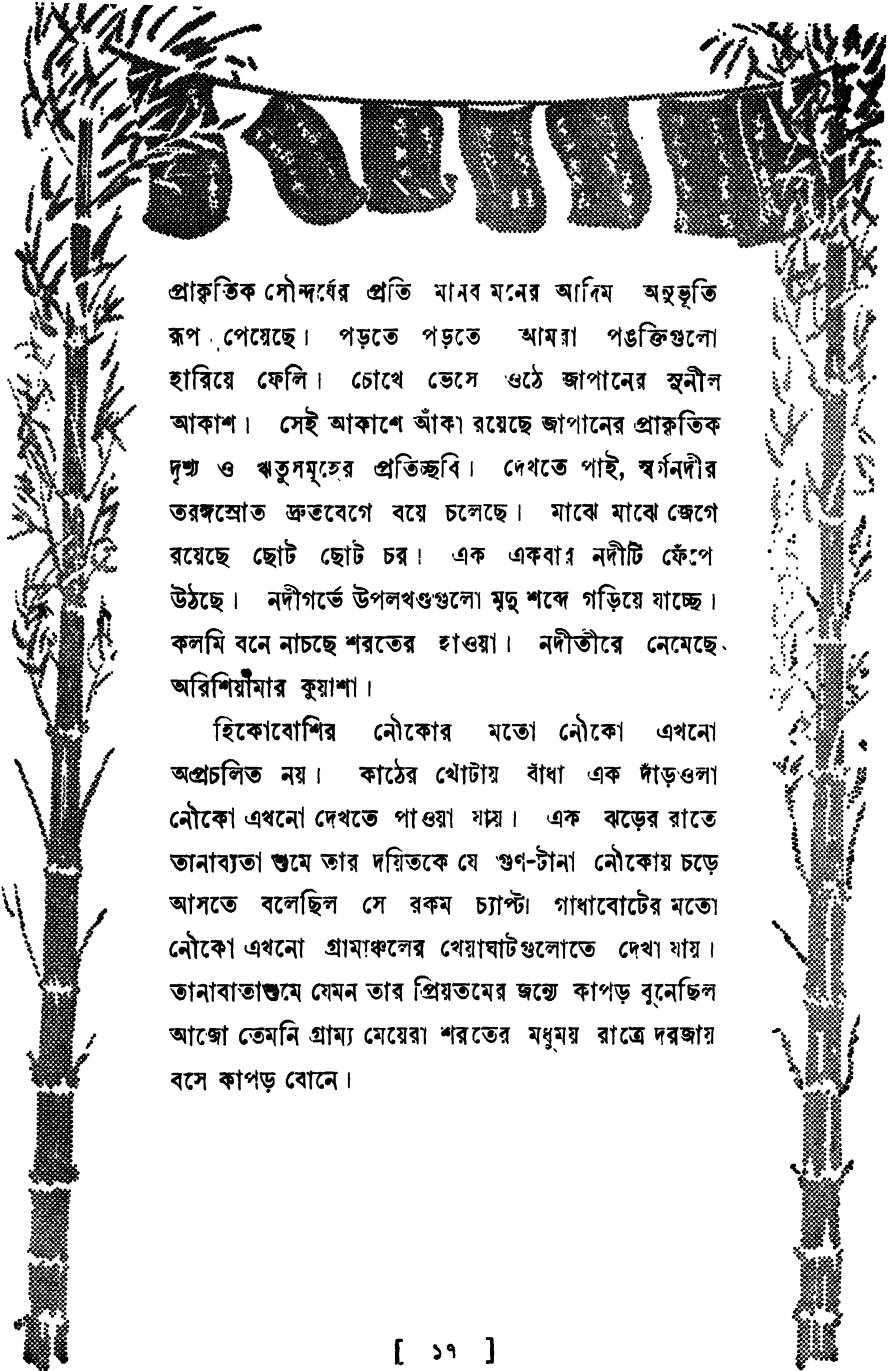 প্রাকৃতিক সৌন্দর্যের প্রতি মানব মনের আদিম অনুভূতি
রূপ পেয়েছে। পড়তে পড়তে আমরা পঙক্তিগুলো
হারিয়ে ফেলি। চোখে ভেসে ওঠে জাপানের সুনীল
আকাশ। সেই আকাশে আঁকা রয়েছে জাপানের প্রাকৃতিক
দৃশ্য ও ঋতুসমূহের প্রতিচ্ছবি। দেখতে পাই, স্বর্গনদীর
তরঙ্গস্রোত দ্রুতবেগে বয়ে চলেছে। মাঝে মাঝে জেগে
রয়েছে ছোট ছোট চর। এক একবার নদীটি ফেঁপে
উঠছে। নদীগর্ভে উপলখণ্ডগুলো মৃদু শব্দে গড়িয়ে যাচ্ছে।
কলমি বনে নাচছে শরতের হাওয়া। নদীতীরে নেমেছে
অরিশিয়ামার কুয়াশা।
হিকোবোশির নৌকোর মতো নৌকো এখনো
অপ্রচলিত নয়। কাঠের খোঁটায় বাঁধা এক দাঁড়ওলা
নৌকো এখনো দেখতে পাওয়া যায়। এক ঝড়ের রাতে
তানাব্যতা শুমে তার দয়িতকে যে গুণ-টানা নৌকোয় চড়ে
আসতে বলেছিল সে রকম চ্যাপ্টা গাধাবোটের মতো
নৌকো এখনো গ্রামাঞ্চলের খেয়াঘাটগুলোতে দেখা যায়।
তানাবাতাশুমে যেমন তার প্রিয়তমের জন্যে কাপড় বুনেছিল
আজো তেমনি গ্রাম্য মেয়েরা শরতের মধুময় রাত্রে দরজায়
বসে কাপড় বোনে।
[ ১৭ ]